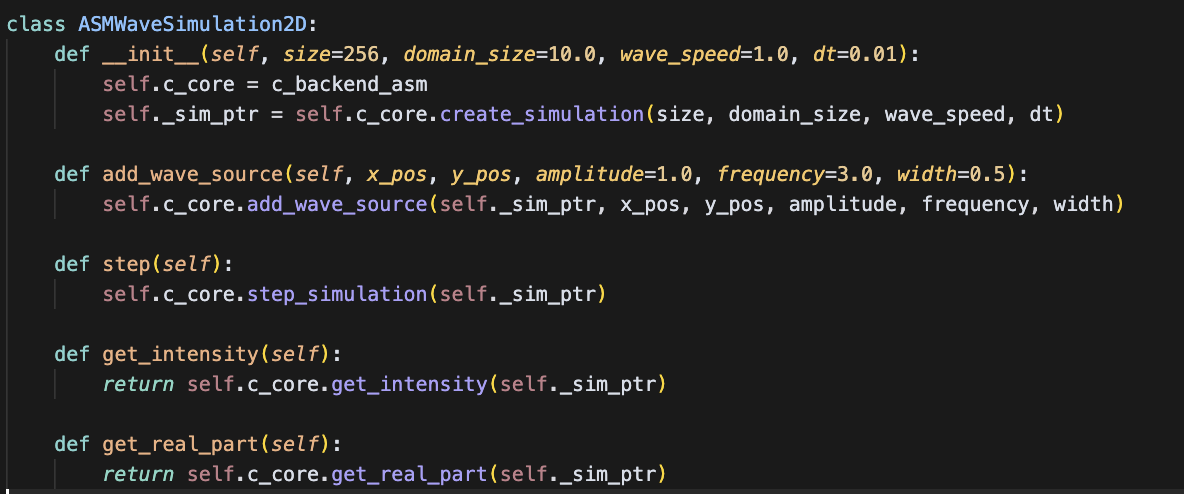 class ASMWaveSimulation2D:
    def __init__(self, size=256, domain_size=10.0, wave_speed=1.0, dt=0.01):
        self.c_core = c_backend_asm
        self._sim_ptr = self.c_core.create_simulation(size, domain_size, wave_speed, dt)

    def add_wave_source(self, x_pos, y_pos, amplitude=1.0, frequency=3.0, width=0.5):
        self.c_core.add_wave_source(self._sim_ptr, x_pos, y_pos, amplitude, frequency, width)

    def step(self):
        self.c_core.step_simulation(self._sim_ptr)

    def get_intensity(self):
        return self.c_core.get_intensity(self._sim_ptr)

    def get_real_part(self):
        return self.c_core.get_real_part(self._sim_ptr)